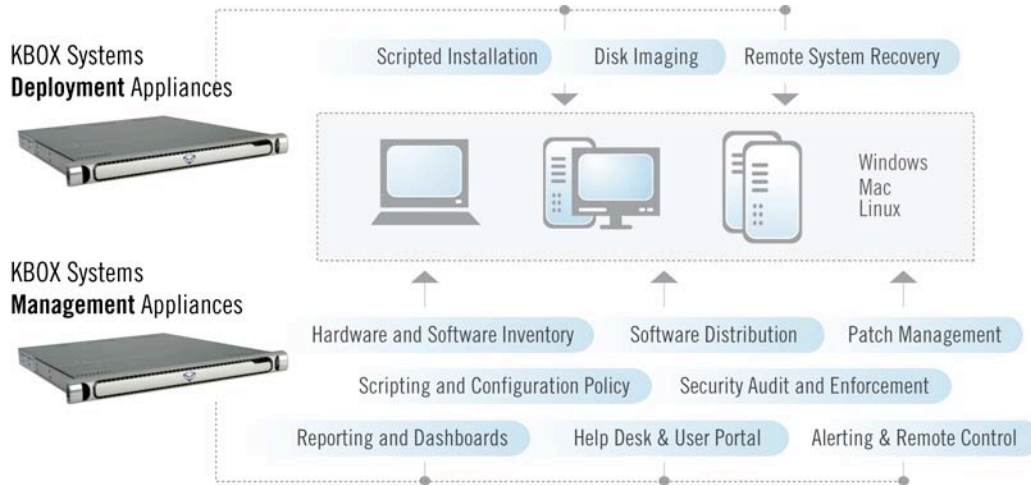 KBOX Systems
Deployment Appliances
Scripted Installation
Disk Imaging
Remote System Recovery
Windows
Mac
Linux
KBOX Systems
Management Appliances
Hardware and Software Inventory
Software Distribution
Patch Management
Scripting and Configuration Policy
Security Audit and Enforcement
Reporting and Dashboards
Help Desk & User Portal
Alerting & Remote Control